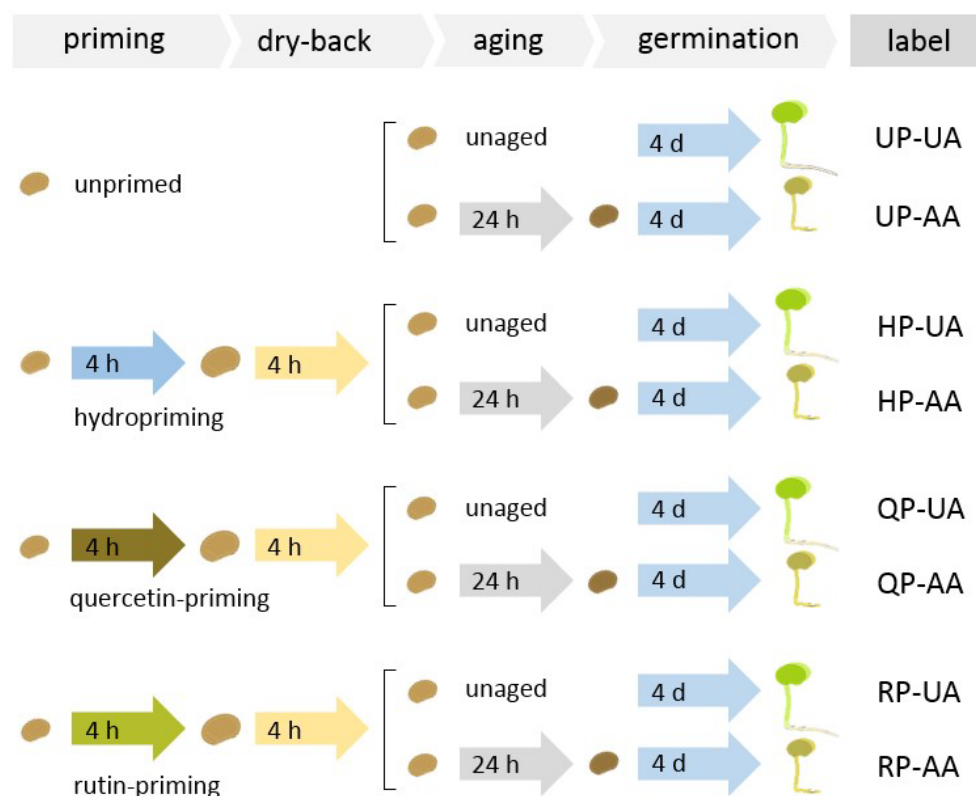 priming dry-back aging germination label
unaged 4 d UP-UA
unprimed
24 h 4 d UP-AA
unaged 4 d HP-UA
4 h 4 h
24 h 4 d HP-AA
hydropriming
unaged 4 d QP-UA
4 h 4 h
24 h 4 d QP-AA
quercetin-priming
unaged 4 d RP-UA
4 h 4 h
24 h 4 d RP-AA
rutin-priming